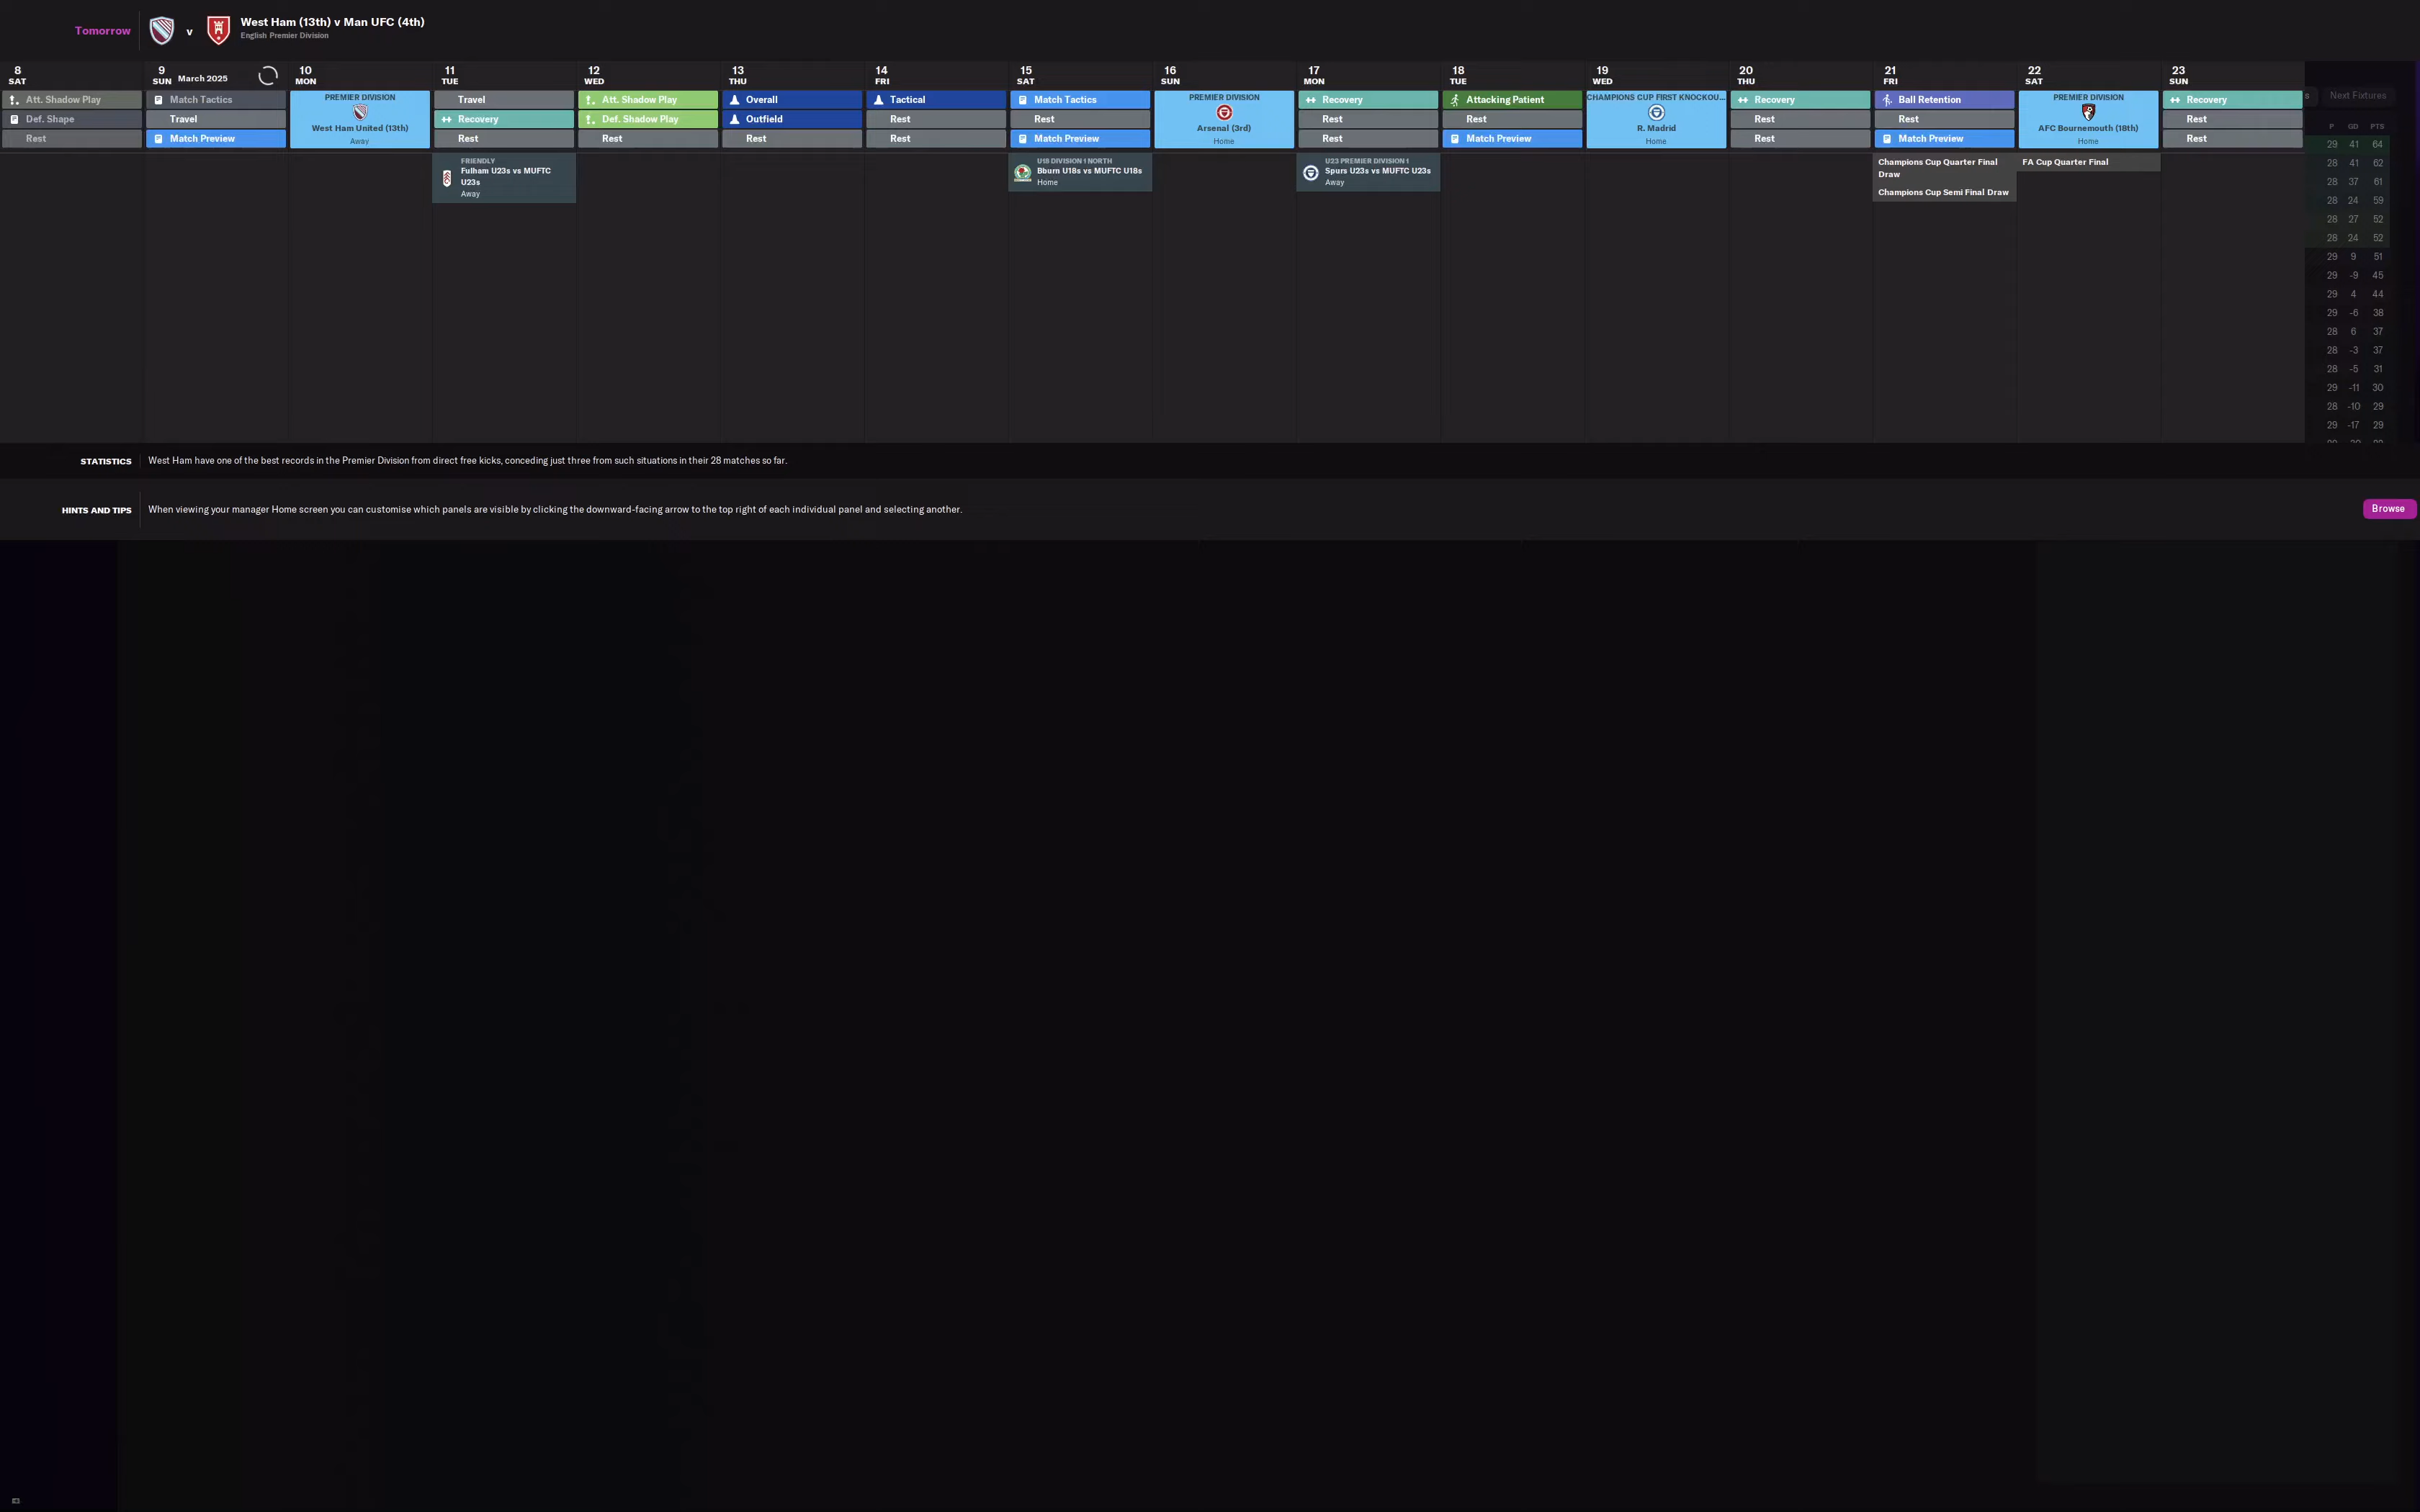 Tomorrow
v
West Ham (13th) v Man UFC (4th)
English Premier Division
8
SAT
Att. Shadow Play
Def. Shape
Rest
9
SUN March 2025
Match Tactics
Travel
Match Preview
10
MON
PREMIER DIVISION
West Ham United (13th)
Away
11
TUE
Travel
Recovery
Rest
FRIENDLY
Fulham U23s vs MUFTC
U23s
Away
12
WED
Att. Shadow Play
Def. Shadow Play
Rest
13
THU
Overall
Outfield
Rest
14
FRI
Tactical
Rest
Rest
15
SAT
Match Tactics
Rest
Match Preview
U18 DIVISION 1 NORTH
Bburn U18s vs MUFTC U18s
Home
16
SUN
PREMIER DIVISION
Arsenal (3rd)
Home
17
MON
Recovery
Rest
Rest
U23 PREMIER DIVISION 1
Spurs U23s vs MUFTC U23s
Away
18
TUE
Attacking Patient
Rest
Match Preview
19
WED
CHAMPIONS CUP FIRST KNOCKOU...
R. Madrid
Home
20
THU
Recovery
Rest
Rest
21
FRI
Ball Retention
Rest
Match Preview
Champions Cup Quarter Final
Draw
Champions Cup Semi Final Draw
22
SAT
PREMIER DIVISION
AFC Bournemouth (18th)
Home
FA Cup Quarter Final
23
SUN
Recovery
Rest
Rest
s Next Fixtures
P GD PTS
29 41 64
28 41 62
28 37 61
28 24 59
28 27 52
28 24 52
29 9 51
29 -9 45
29 4 44
29 -6 38
28 6 37
28 -3 37
28 -5 31
29 -11 30
28 -10 29
29 -17 29
STATISTICS West Ham have one of the best records in the Premier Division from direct free kicks, conceding just three from such situations in their 28 matches so far.
HINTS AND TIPS When viewing your manager Home screen you can customise which panels are visible by clicking the downward-facing arrow to the top right of each individual panel and selecting another.
Browse